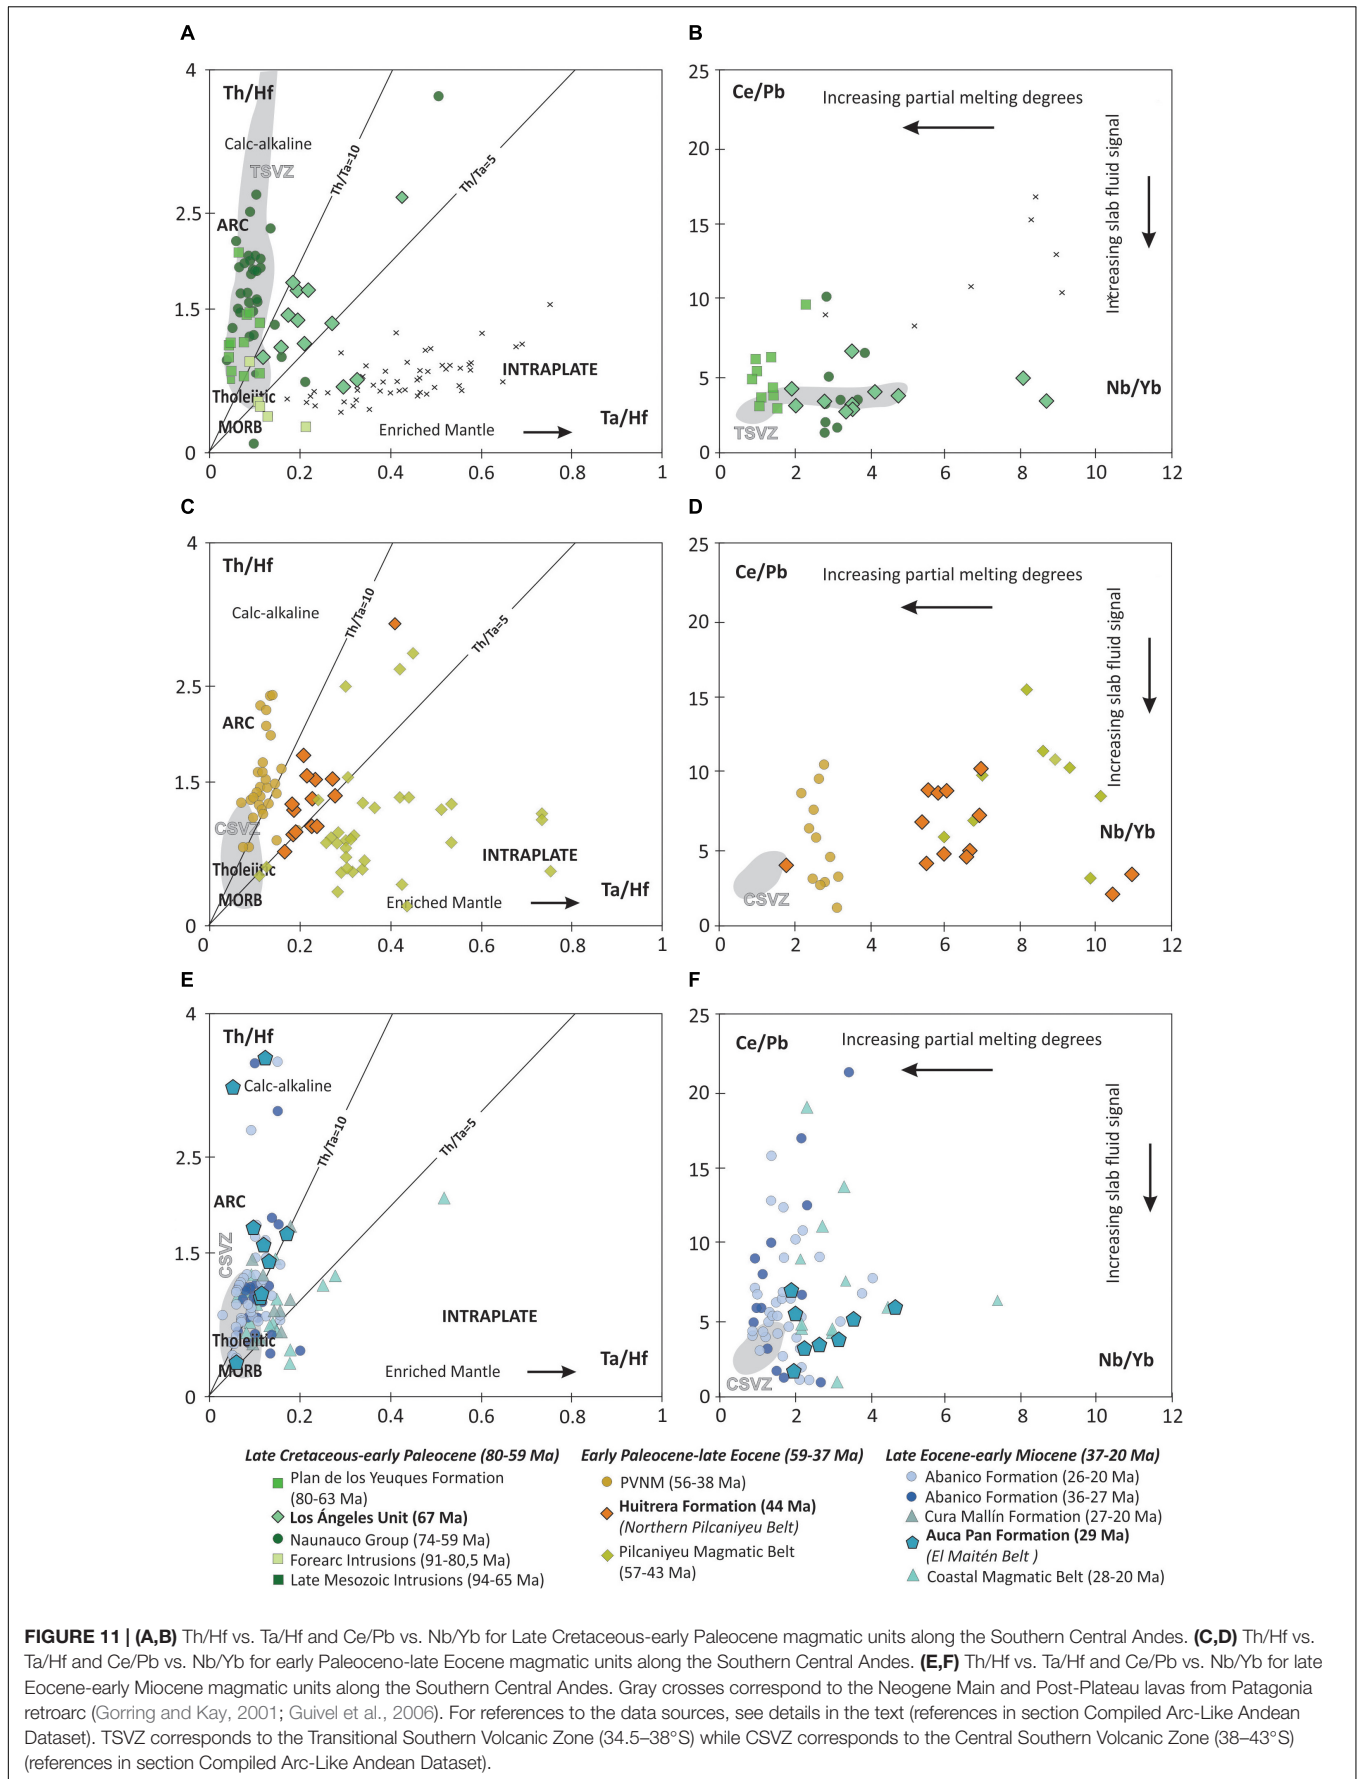 A
4
Th/Hf
Calc-alkaline
TSVZ
Th/Ta=10
Th/Ta=5
2.5
ARC
1.5
INTRAPLATE
Tholeiitic
MORB
Ta/Hf
Enriched Mantle
0
0 0.2 0.4 0.6 0.8 1
B
25
Ce/Pb
Increasing partial melting degrees
Increasing slab fluid signal
20
15
10
5
Nb/Yb
TSVZ
0
0 2 4 6 8 10 12
C
4
Th/Hf
Calc-alkaline
Th/Ta=10
Th/Ta=5
2.5
ARC
1.5
CSVZ
INTRAPLATE
Tholeiitic
MORB
Ta/Hf
Enriched Mantle
0
0 0.2 0.4 0.6 0.8 1
D
25
Ce/Pb
Increasing partial melting degrees
Increasing slab fluid signal
20
15
10
5
Nb/Yb
CSVZ
0
0 2 4 6 8 10 12
E
4
Th/Hf
Calc-alkaline
Th/Ta=10
Th/Ta=5
2.5
ARC
CSVZ
1.5
INTRAPLATE
Tholeiitic
MORB
Ta/Hf
Enriched Mantle
0
0 0.2 0.4 0.6 0.8 1
F
25
Ce/Pb
Increasing partial melting degrees
Increasing slab fluid signal
20
15
10
5
Nb/Yb
CSVZ
0
0 2 4 6 8 10 12
Late Cretaceous-early Paleocene (80-59 Ma)
Plan de los Yeuques Formation
(80-63 Ma)
Los Ángeles Unit (67 Ma)
Naunauco Group (74-59 Ma)
Forearc Intrusions (91-80,5 Ma)
Late Mesozoic Intrusions (94-65 Ma)
Early Paleocene-late Eocene (59-37 Ma)
PVNM (56-38 Ma)
Huitrera Formation (44 Ma)
(Northern Pilcaniyeu Belt)
Pilcaniyeu Magmatic Belt
(57-43 Ma)
Late Eocene-early Miocene (37-20 Ma)
Abanico Formation (26-20 Ma)
Abanico Formation (36-27 Ma)
Cura Mallín Formation (27-20 Ma)
Auca Pan Formation (29 Ma)
(El Maitén Belt )
Coastal Magmatic Belt (28-20 Ma)
FIGURE 11 | (A,B) Th/Hf vs. Ta/Hf and Ce/Pb vs. Nb/Yb for Late Cretaceous-early Paleocene magmatic units along the Southern Central Andes. (C,D) Th/Hf vs.
Ta/Hf and Ce/Pb vs. Nb/Yb for early Paleoceno-late Eocene magmatic units along the Southern Central Andes. (E,F) Th/Hf vs. Ta/Hf and Ce/Pb vs. Nb/Yb for late
Eocene-early Miocene magmatic units along the Southern Central Andes. Gray crosses correspond to the Neogene Main and Post-Plateau lavas from Patagonia
retroarc (Gorring and Kay, 2001; Guivel et al., 2006). For references to the data sources, see details in the text (references in section Compiled Arc-Like Andean
Dataset). TSVZ corresponds to the Transitional Southern Volcanic Zone (34.5–38°S) while CSVZ corresponds to the Central Southern Volcanic Zone (38–43°S)
(references in section Compiled Arc-Like Andean Dataset).